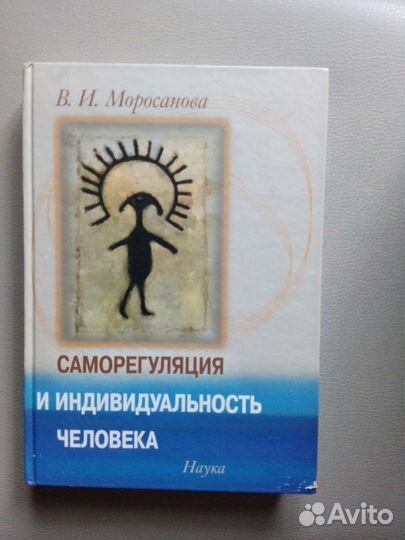 В. И. Моросанова
САМОРЕГУЛЯЦИЯ
И ИНДИВИДУАЛЬНОСТЬ
ЧЕЛОВЕКА
Наука
Avito